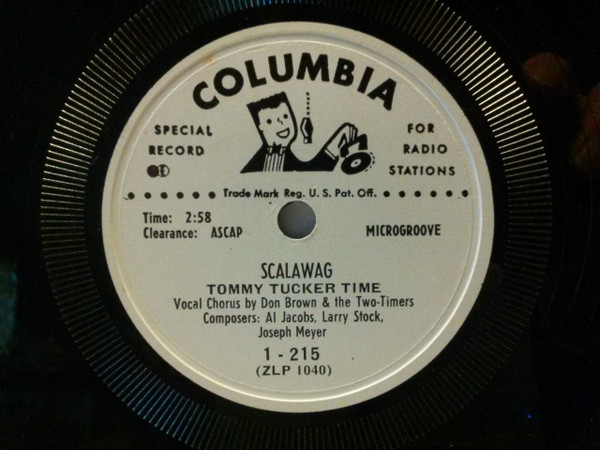 COLUMBIA
SPECIAL
RECORD
FOR
RADIO
STATIONS
Trade Mark Reg. U. S. Pat. Off.
Time: 2:58
Clearance: ASCAP
MICROGROOVE
SCALAWAG
TOMMY TUCKER TIME
Vocal Chorus by Don Brown & the Two-Timers
Composers: Al Jacobs, Larry Stock,
Joseph Meyer
1 - 215
(ZLP 1040)